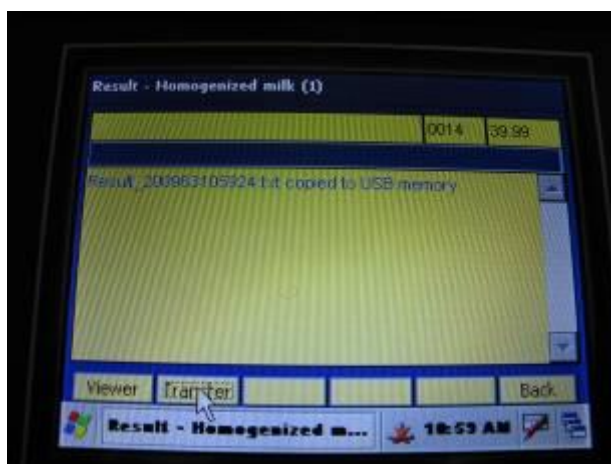 Result - Homogenized milk (1)
0014 39.99
Result_200963105924.txt copied to USB memory
Viewer Transfer Back
Result - Homogenized m... 10:59 AM